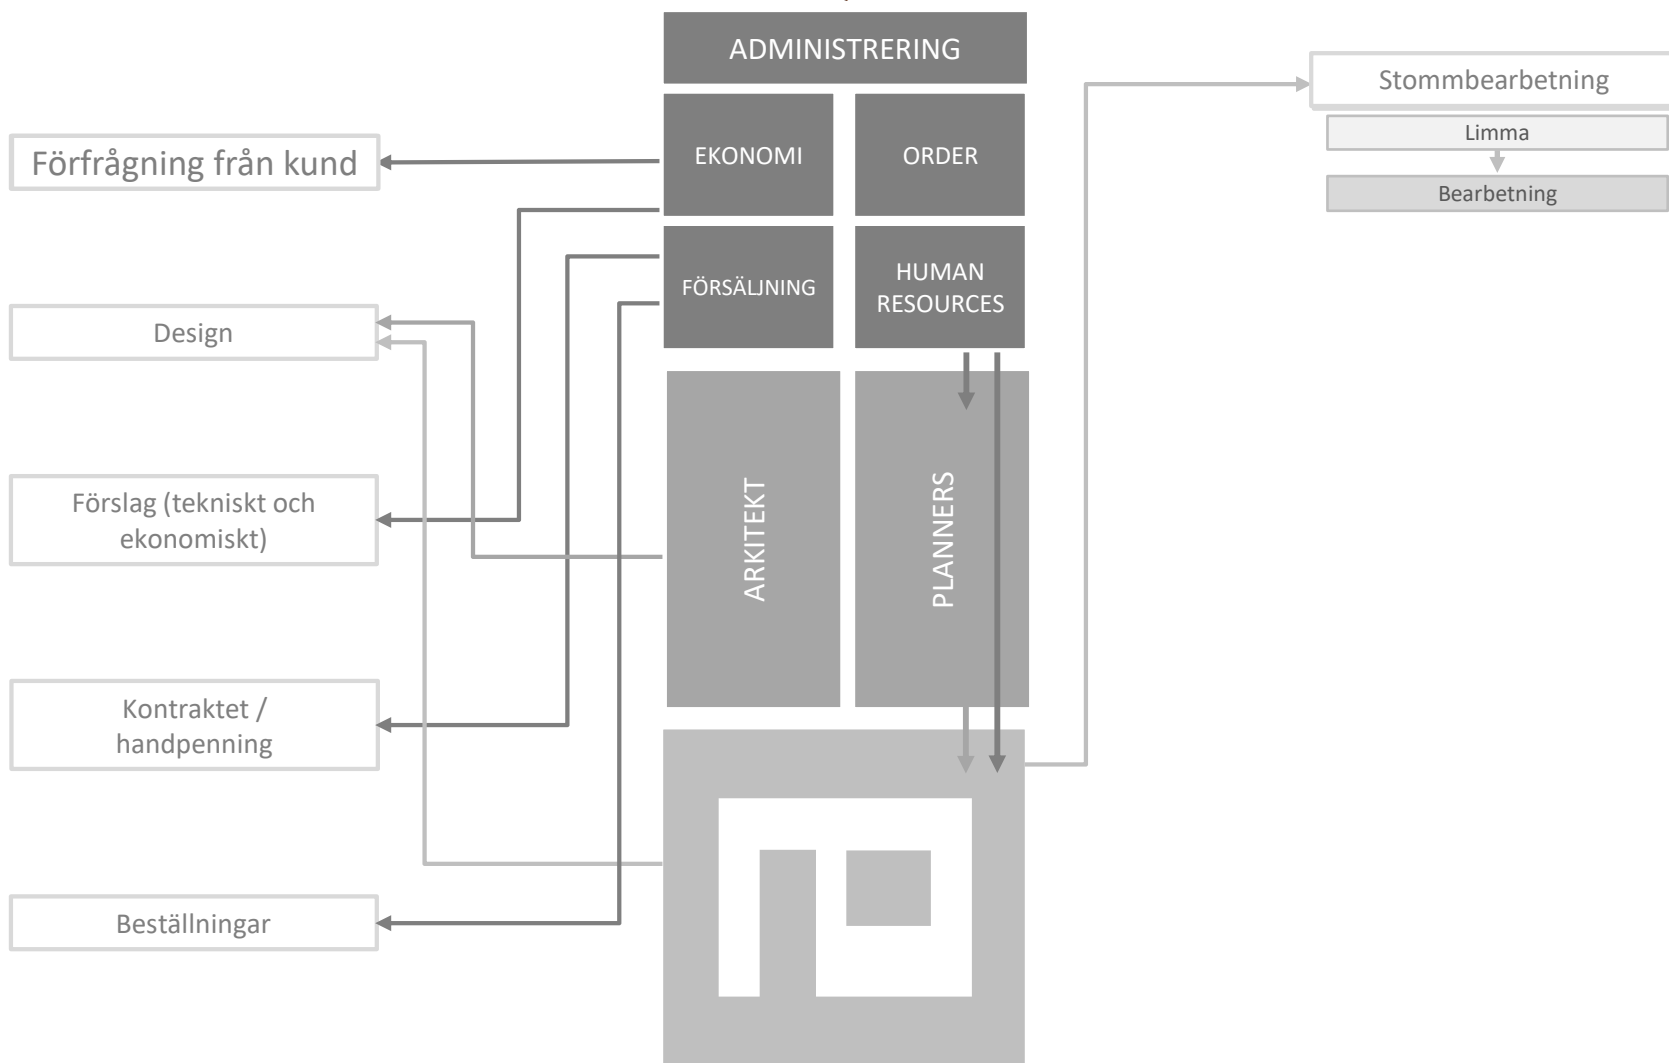 ADMINISTRERING
EKONOMI
ORDER
FÖRSÄLJNING
HUMAN
RESOURCES
ARKITEKT
PLANNERS
Förfrågning från kund
Design
Förslag (tekniskt och
ekonomiskt)
Kontraktet /
handpenning
Beställningar
Stommbearbetning
Limma
Bearbetning